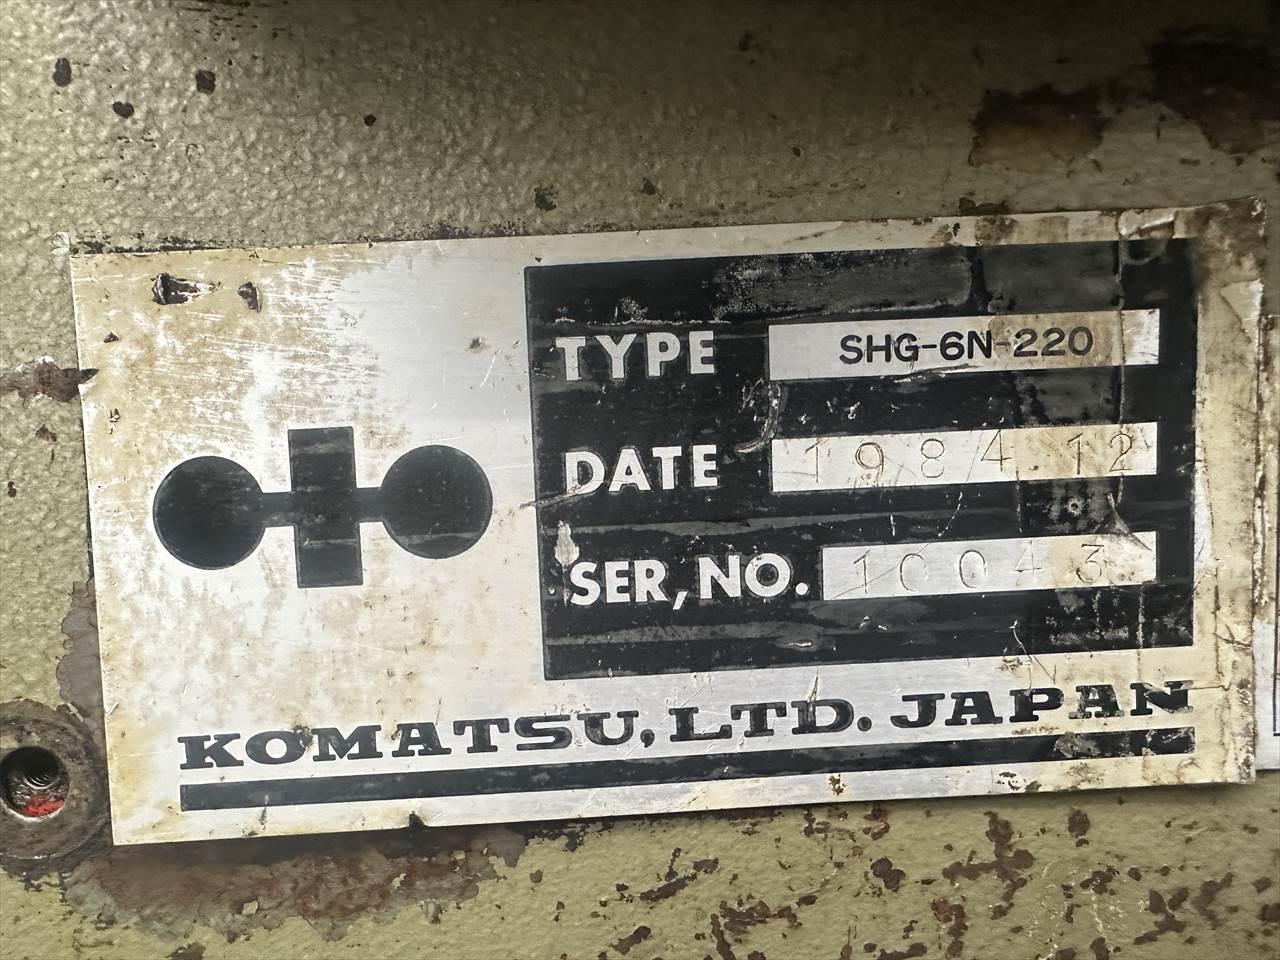 TYPE SHG-6N-220
DATE 1984.12
SER, NO. 10043
KOMATSU, LTD. JAPAN